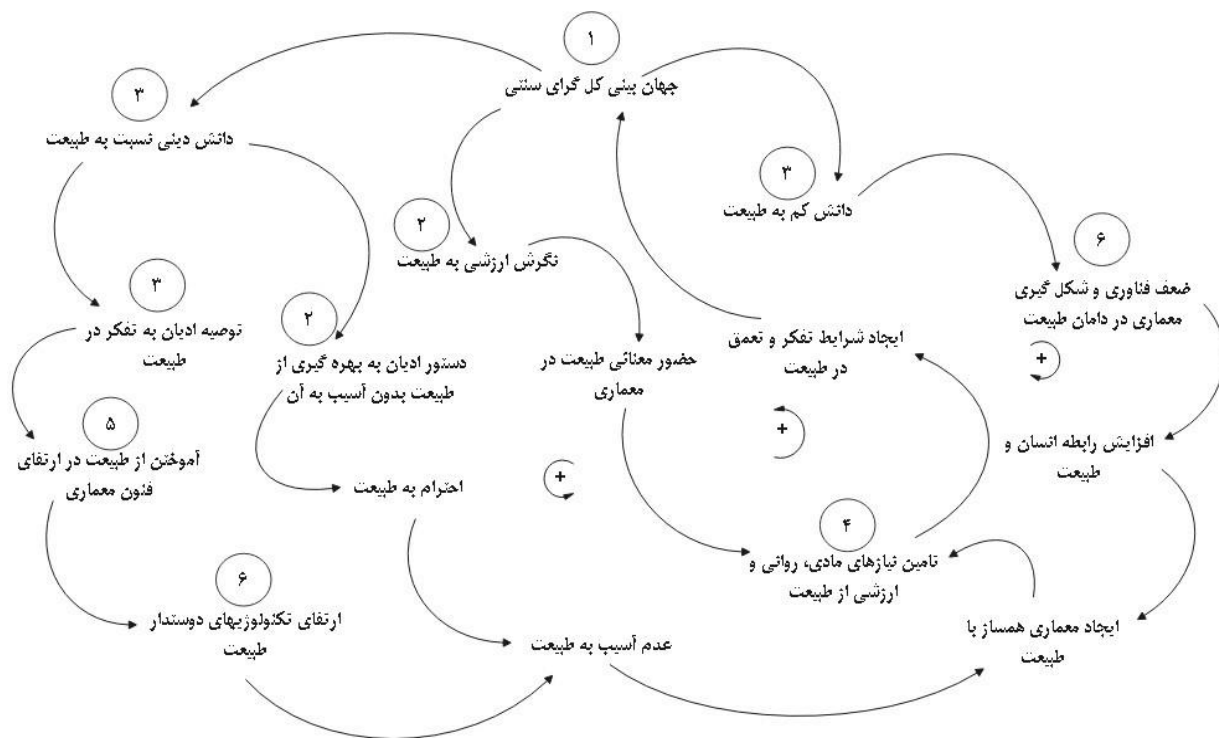 ۱
جهان بینی کل گرای سنتی
۳
دانش دینی نسبت به طبیعت
۳
دانش کم به طبیعت
۲
نگرش ارزشی به طبیعت
۶
ضعف فناوری و شکل گیری
معماری در دامان طبیعت
۳
توصیه ادیان به تفکر در
طبیعت
۲
دستور ادیان به بهره گیری از
طبیعت بدون آسیب به آن
حضور معنائی طبیعت در
معماری
ایجاد شرایط تفکر و تعمق
در طبیعت
+
+
+
افزایش رابطه انسان و
طبیعت
۵
آموختن از طبیعت در ارتقای
فنون معماری
احترام به طبیعت
۴
تامین نیازهای مادی، روانی و
ارزشی از طبیعت
۶
ارتقای تکنولوژیهای دوستدار
طبیعت
عدم آسیب به طبیعت
ایجاد معماری همساز با
طبیعت